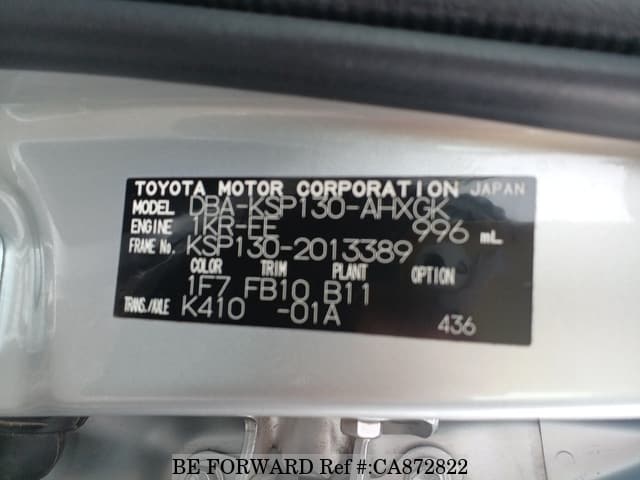 TOYOTA MOTOR CORPORATION JAPAN
MODEL DBA-KSP130-AHXGK
ENGINE 1KR-FE 996 mL
FRAME No. KSP130-2013389
COLOR TRIM PLANT OPTION
1F7 FB10 B11
TRANS./AXLE K410 -01A
436
BE FORWARD Ref #:CA872822